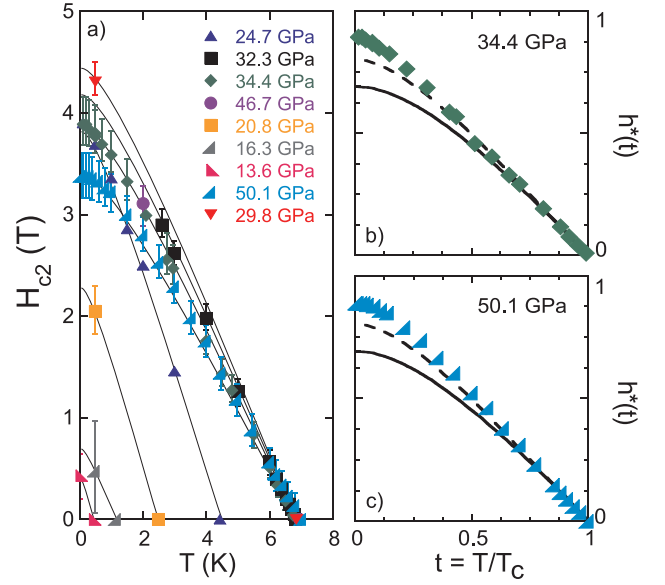 a)
24.7 GPa
32.3 GPa
34.4 GPa
46.7 GPa
20.8 GPa
16.3 GPa
13.6 GPa
50.1 GPa
29.8 GPa
5
4
3
2
1
0
H_c2 (T)
0
2
4
6
8
T (K)
34.4 GPa
b)
1
0
h*(t)
50.1 GPa
c)
1
0
h*(t)
0
0.5
1
t = T/T_C